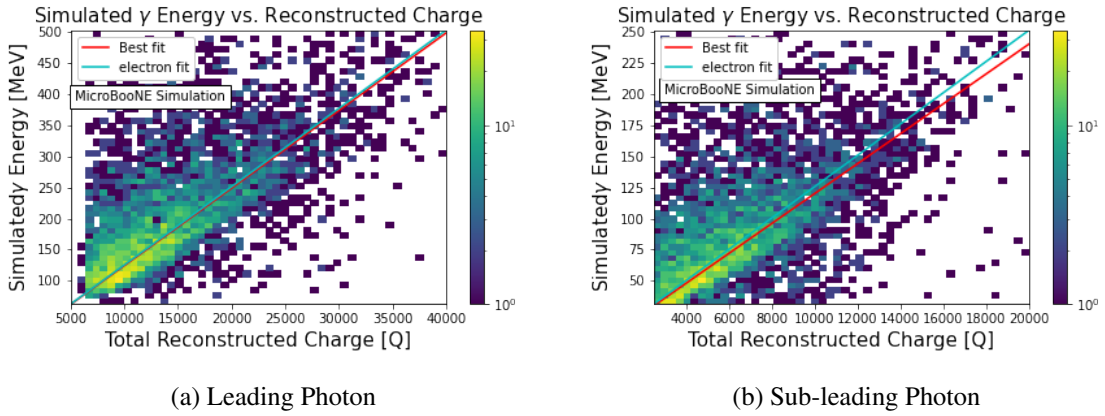 Simulated γ Energy vs. Reconstructed Charge
Best fit
electron fit
MicroBooNE Simulation
Simulatedγ Energy [MeV]
500
450
400
350
300
250
200
150
100
5000 10000 15000 20000 25000 30000 35000 40000
Total Reconstructed Charge [Q]
10¹
10⁰
(a) Leading Photon
Simulated γ Energy vs. Reconstructed Charge
Best fit
electron fit
MicroBooNE Simulation
Simulatedγ Energy [MeV]
250
225
200
175
150
125
100
75
50
4000 6000 8000 10000 12000 14000 16000 18000 20000
Total Reconstructed Charge [Q]
10¹
10⁰
(b) Sub-leading Photon